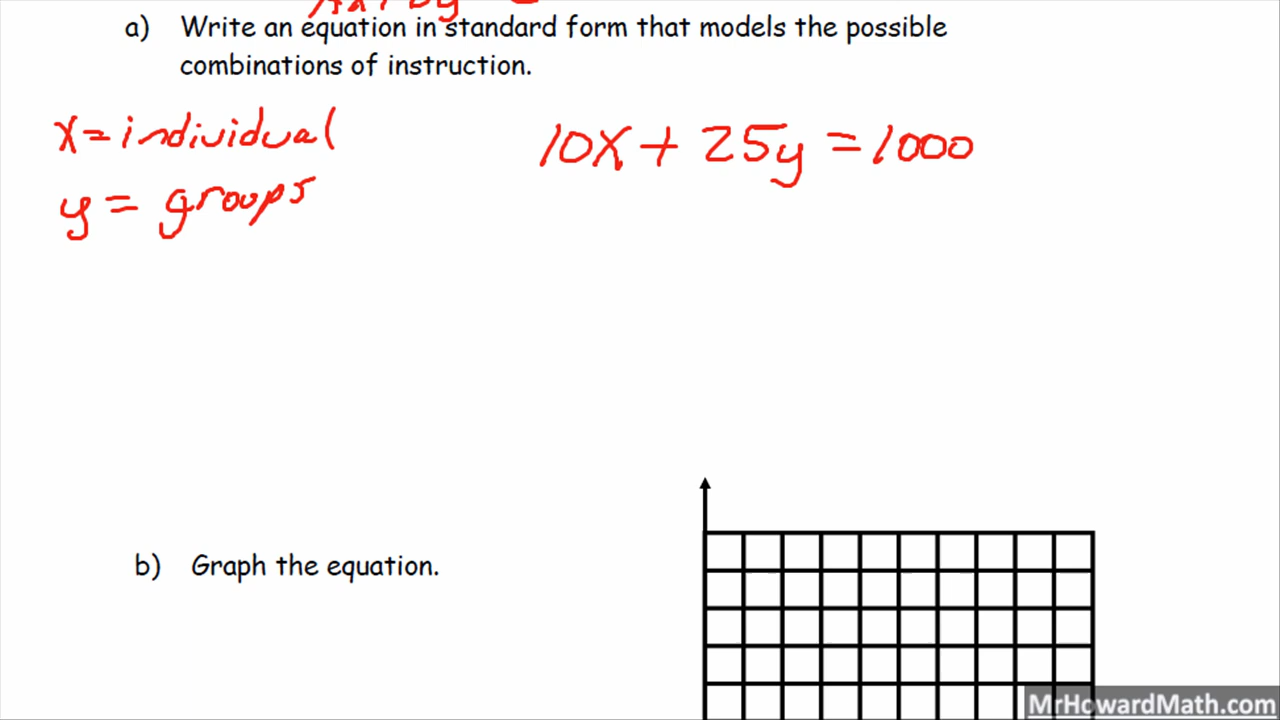 a) Write an equation in standard form that models the possible
combinations of instruction.
x = individual
10x + 25y = 1000
y = groups
b) Graph the equation.
MrHowardMath.com